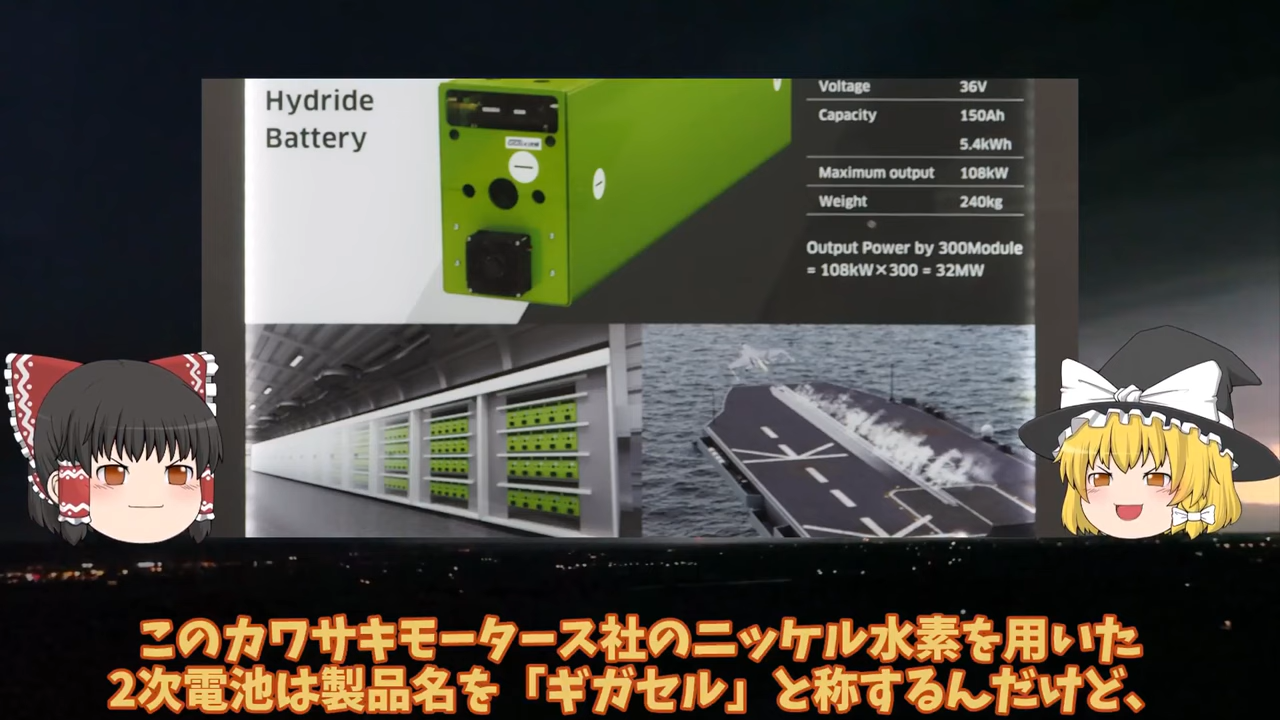 Hydride
Battery
Voltage 36V
Capacity 150Ah
5.4kWh
Maximum output 108kW
Weight 240kg
Output Power by 300Module
= 108kW×300 = 32MW
このカワサキモータース社のニッケル水素を用いた
2次電池は製品名を「ギガセル」と称するんだけど、